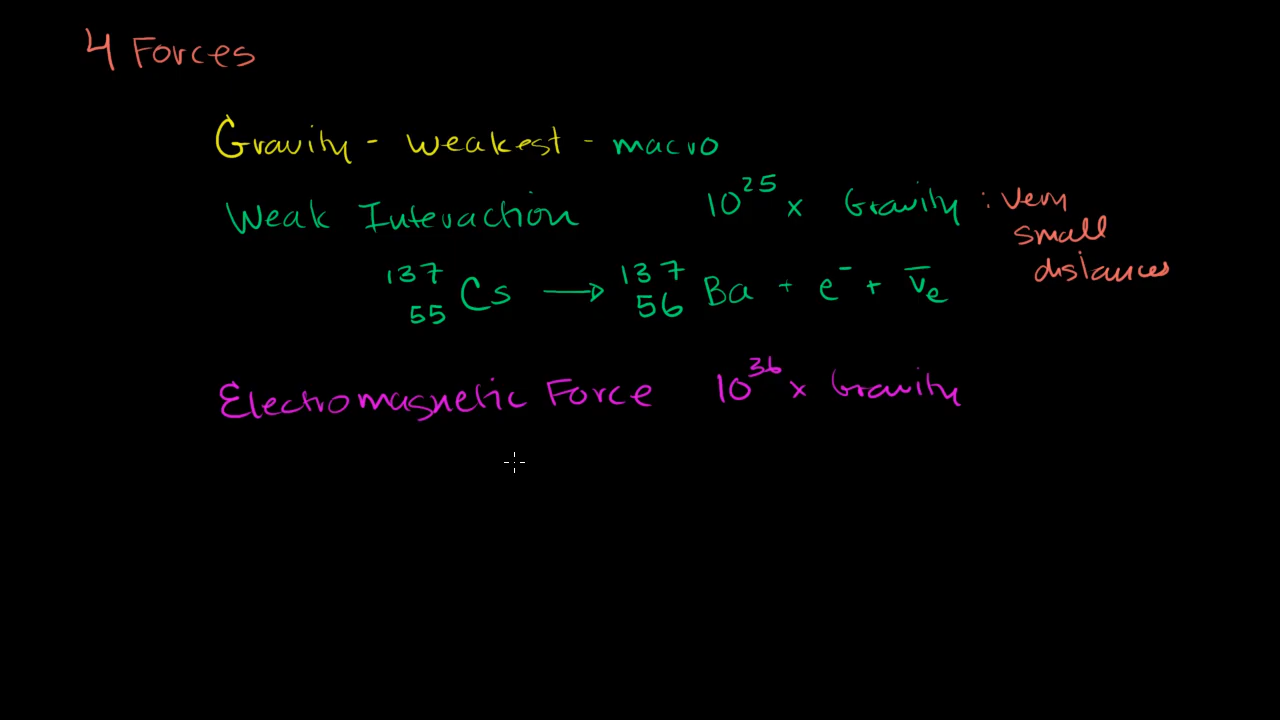 4 Forces
Gravity - weakest - macro
Weak Interaction 10^25 x Gravity : very small distances
137 55 Cs → 137 56 Ba + e⁻ + ν̄e
Electromagnetic Force 10^36 x Gravity